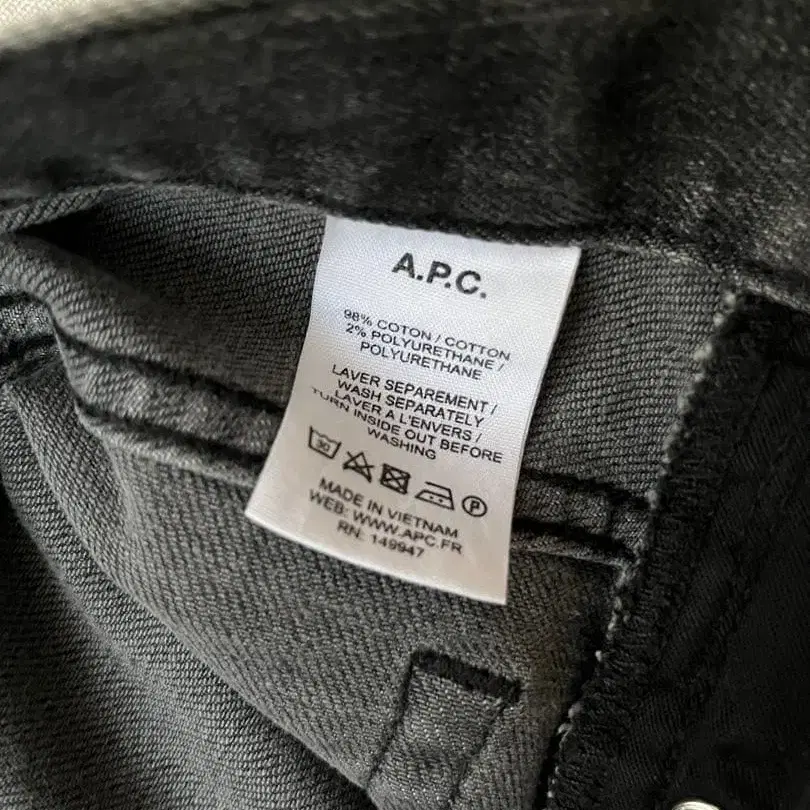 A.P.C.
98% COTON / COTTON
2% POLYURETHANE /
POLYURETHANE
LAVER SEPAREMENT /
WASH SEPARATELY
LAVER A L'ENVERS /
TURN INSIDE OUT BEFORE
WASHING
30 P
MADE IN VIETNAM
WEB: WWW.APC.FR
RN: 149947